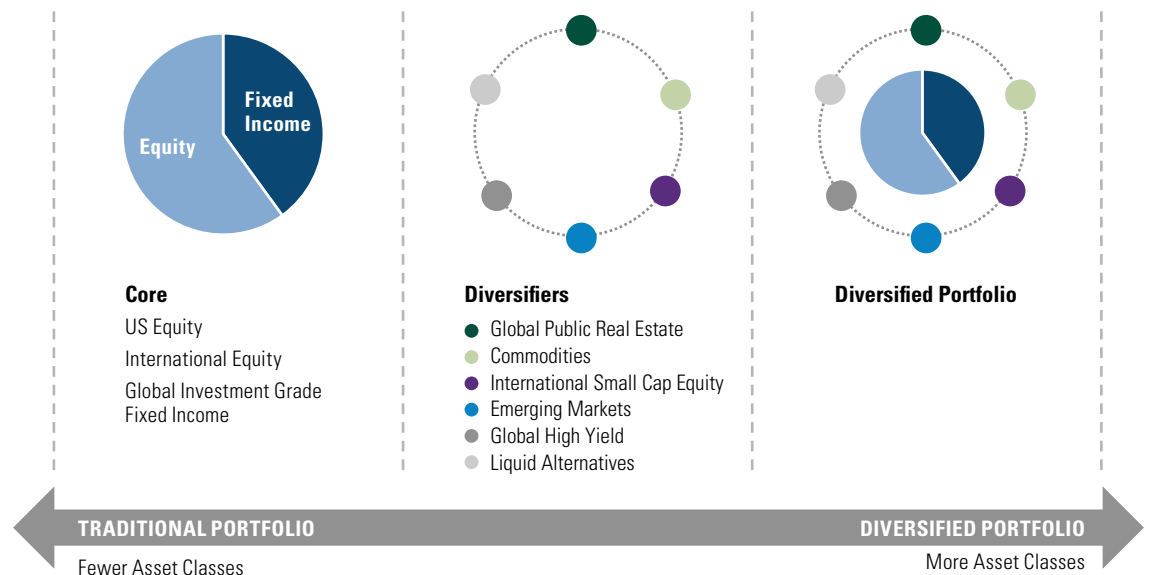 Equity
Fixed
Income
Core
US Equity
International Equity
Global Investment Grade
Fixed Income
Diversifiers
Global Public Real Estate
Commodities
International Small Cap Equity
Emerging Markets
Global High Yield
Liquid Alternatives
Diversified Portfolio
TRADITIONAL PORTFOLIO
DIVERSIFIED PORTFOLIO
Fewer Asset Classes
More Asset Classes